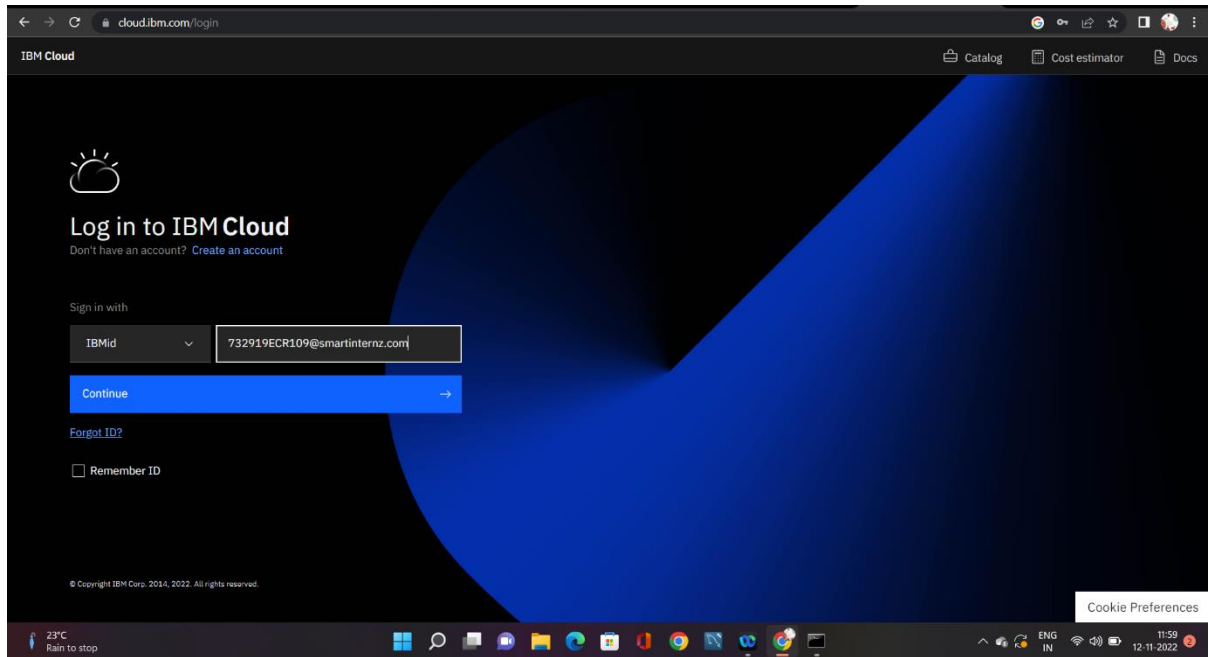 cloud.ibm.com/login
IBM Cloud
Catalog
Cost estimator
Docs
Log in to IBM Cloud
Don't have an account? Create an account
Sign in with
IBMid
732919ECR109@smartinternz.com
Continue
Forgot ID?
Remember ID
© Copyright IBM Corp. 2014, 2022. All rights reserved.
Cookie Preferences
23°C
Rain to stop
ENG
IN
11:59
12-11-2022
2